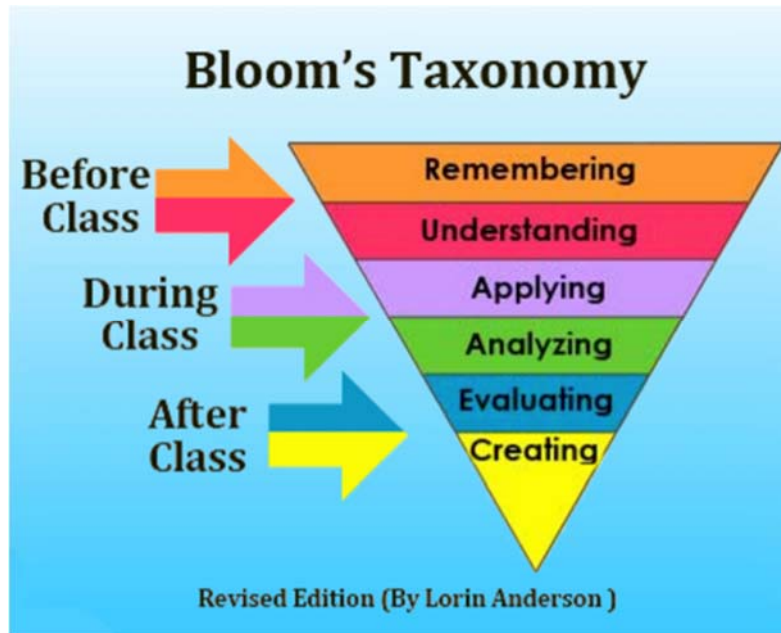 Bloom's Taxonomy
Before
Class
Remembering
Understanding
During
Class
Applying
Analyzing
After
Class
Evaluating
Creating
Revised Edition (By Lorin Anderson )